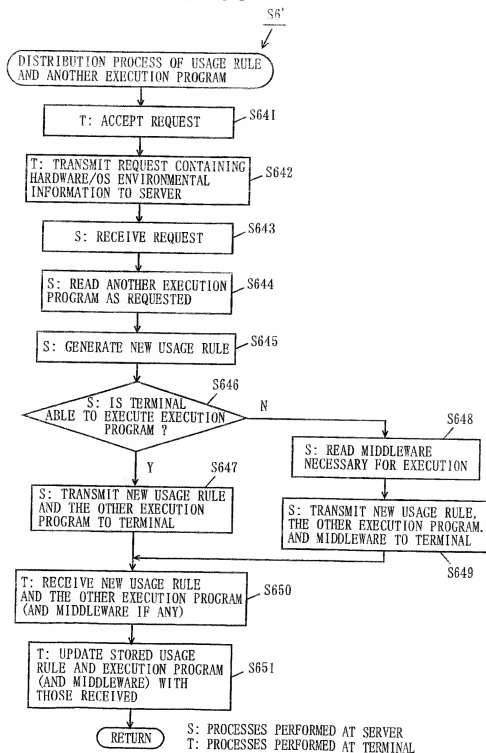 S6'
DISTRIBUTION PROCESS OF USAGE RULE
AND ANOTHER EXECUTION PROGRAM
T: ACCEPT REQUEST
S641
T: TRANSMIT REQUEST CONTAINING
HARDWARE/OS ENVIRONMENTAL
INFORMATION TO SERVER
S642
S: RECEIVE REQUEST
S643
S: READ ANOTHER EXECUTION
PROGRAM AS REQUESTED
S644
S: GENERATE NEW USAGE RULE
S645
S: IS TERMINAL
ABLE TO EXECUTE EXECUTION
PROGRAM ?
S646
N
Y
S648
S: READ MIDDLEWARE
NECESSARY FOR EXECUTION
S647
S: TRANSMIT NEW USAGE RULE
AND THE OTHER EXECUTION
PROGRAM TO TERMINAL
S: TRANSMIT NEW USAGE RULE,
THE OTHER EXECUTION PROGRAM.
AND MIDDLEWARE TO TERMINAL
S649
T: RECEIVE NEW USAGE RULE
AND THE OTHER EXECUTION PROGRAM
(AND MIDDLEWARE IF ANY)
S650
T: UPDATE STORED USAGE
RULE AND EXECUTION PROGRAM
(AND MIDDLEWARE) WITH
THOSE RECEIVED
S651
RETURN
S: PROCESSES PERFORMED AT SERVER
T: PROCESSES PERFORMED AT TERMINAL